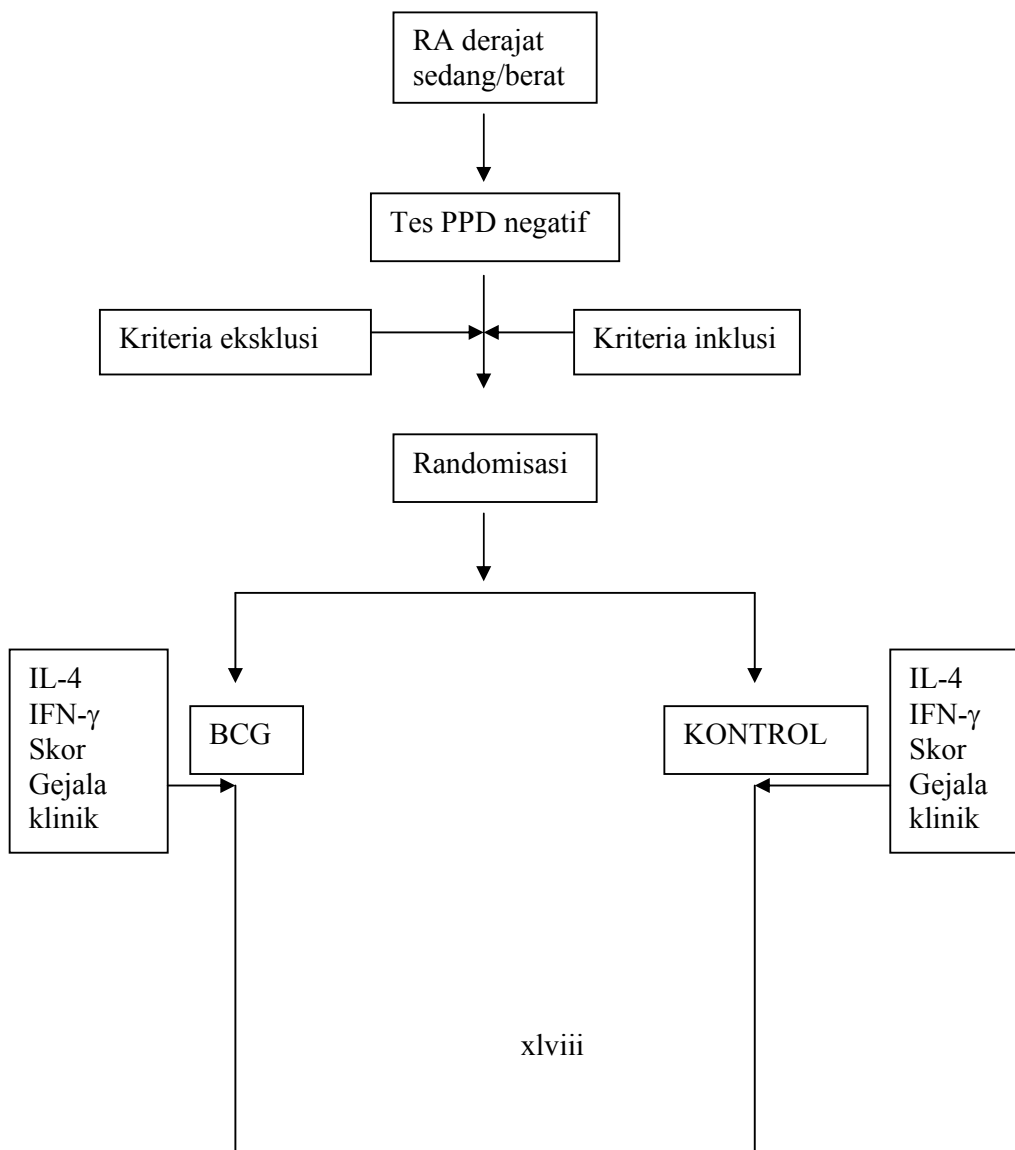 RA derajat
sedang/berat
Tes PPD negatif
Kriteria eksklusi
Kriteria inklusi
Randomisasi
IL-4
IFN-γ
Skor
Gejala
klinik
BCG
KONTROL
IL-4
IFN-γ
Skor
Gejala
klinik
xlviii